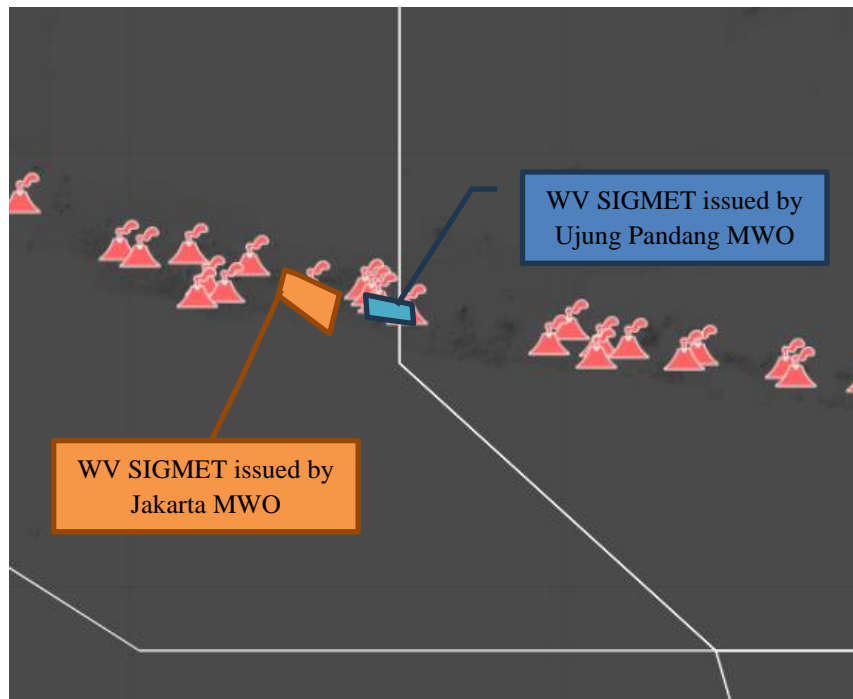 WV SIGMET issued by
Ujung Pandang MWO
WV SIGMET issued by
Jakarta MWO